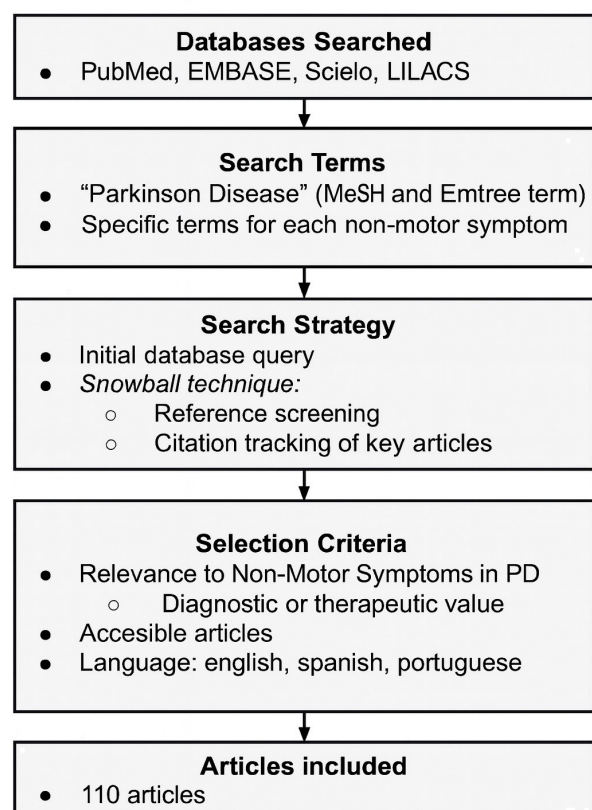 Databases Searched
● PubMed, EMBASE, Scielo, LILACS
Search Terms
● “Parkinson Disease” (MeSH and Emtree term)
● Specific terms for each non-motor symptom
Search Strategy
● Initial database query
● Snowball technique:
○ Reference screening
○ Citation tracking of key articles
Selection Criteria
● Relevance to Non-Motor Symptoms in PD
○ Diagnostic or therapeutic value
● Accesible articles
● Language: english, spanish, portuguese
Articles included
● 110 articles